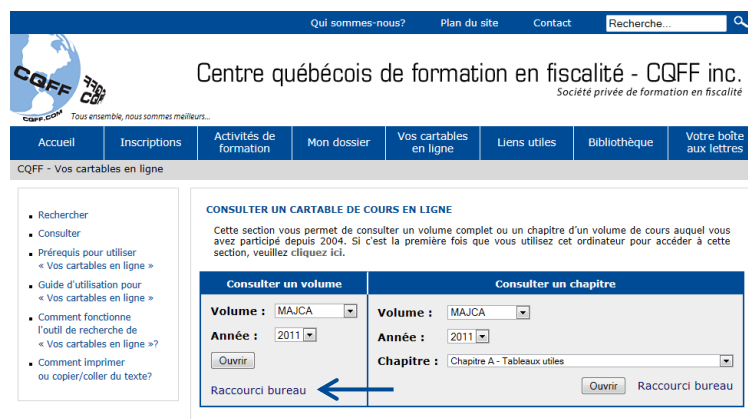 Qui sommes-nous? Plan du site Contact Recherche...
CQFF CQFF
CQFF.COM Tous ensemble, nous sommes meilleurs...
Centre québécois de formation en fiscalité - CQFF inc.
Société privée de formation en fiscalité
Accueil Inscriptions Activités de formation Mon dossier Vos cartables en ligne Liens utiles Bibliothèque Votre boîte aux lettres
CQFF - Vos cartables en ligne
Rechercher
Consulter
Prérequis pour utiliser
« Vos cartables en ligne »
Guide d'utilisation pour
« Vos cartables en ligne »
Comment fonctionne
l'outil de recherche de
« Vos cartables en ligne »?
Comment imprimer
ou copier/coller du texte?
CONSULTER UN CARTABLE DE COURS EN LIGNE
Cette section vous permet de consulter un volume complet ou un chapitre d'un volume de cours auquel vous
avez participé depuis 2004. Si c'est la première fois que vous utilisez cet ordinateur pour accéder à cette
section, veuillez cliquez ici.
Consulter un volume
Volume : MAJCA
Année : 2011
Ouvrir
Raccourci bureau
Consulter un chapitre
Volume : MAJCA
Année : 2011
Chapitre : Chapitre A - Tableaux utiles
Ouvrir Raccourci bureau